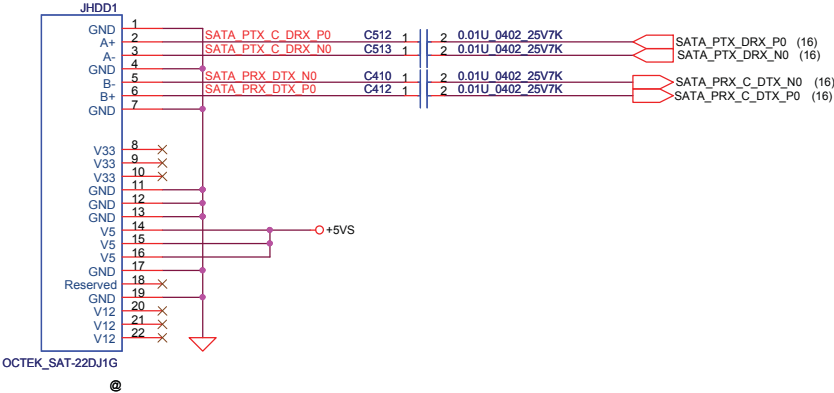 JHDD1
GND 1
A+ 2 SATA_PTX_C_DRX_P0 C512 1 2 0.01U_0402_25V7K SATA_PTX_DRX_P0 (16)
A- 3 SATA_PTX_C_DRX_N0 C513 1 2 0.01U_0402_25V7K SATA_PTX_DRX_N0 (16)
GND 4
B- 5 SATA_PRX_DTX_N0 C410 1 2 0.01U_0402_25V7K SATA_PRX_C_DTX_N0 (16)
B+ 6 SATA_PRX_DTX_P0 C412 1 2 0.01U_0402_25V7K SATA_PRX_C_DTX_P0 (16)
GND 7
V33 8
V33 9
V33 10
GND 11
GND 12
GND 13
V5 14 +5VS
V5 15
V5 16
GND 17
Reserved 18
GND 19
V12 20
V12 21
V12 22
OCTEK_SAT-22DJ1G
@